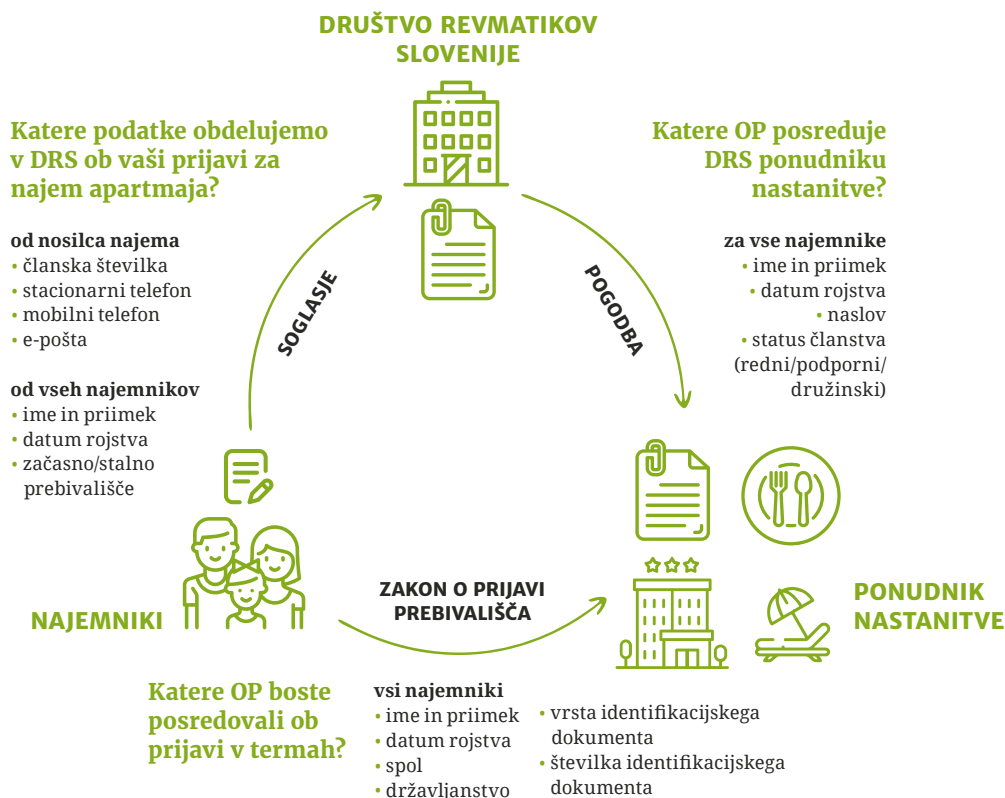 DRUŠTVO REVMATIKOV
SLOVENIJE
Katere podatke obdelujemo
v DRS ob vaši prijavi za
najem apartmaja?
od nosilca najema
• članska številka
• stacionarni telefon
• mobilni telefon
• e-pošta
od vseh najemnikov
• ime in priimek
• datum rojstva
• začasno/stalno
prebivališče
SOGLASJE
POGODBA
Katere OP posreduje
DRS ponudniku
nastanitve?
za vse najemnike
• ime in priimek
• datum rojstva
• naslov
• status članstva
(redni/podporni/
družinski)
NAJEMNIKI
ZAKON O PRIJAVI
PREBIVALIŠČA
PONUDNIK
NASTANITVE
Katere OP boste
posredovali ob
prijavi v termah?
vsi najemniki
• ime in priimek
• datum rojstva
• spol
• državljanstvo
• vrsta identifikacijskega
dokumenta
• številka identifikacijskega
dokumenta